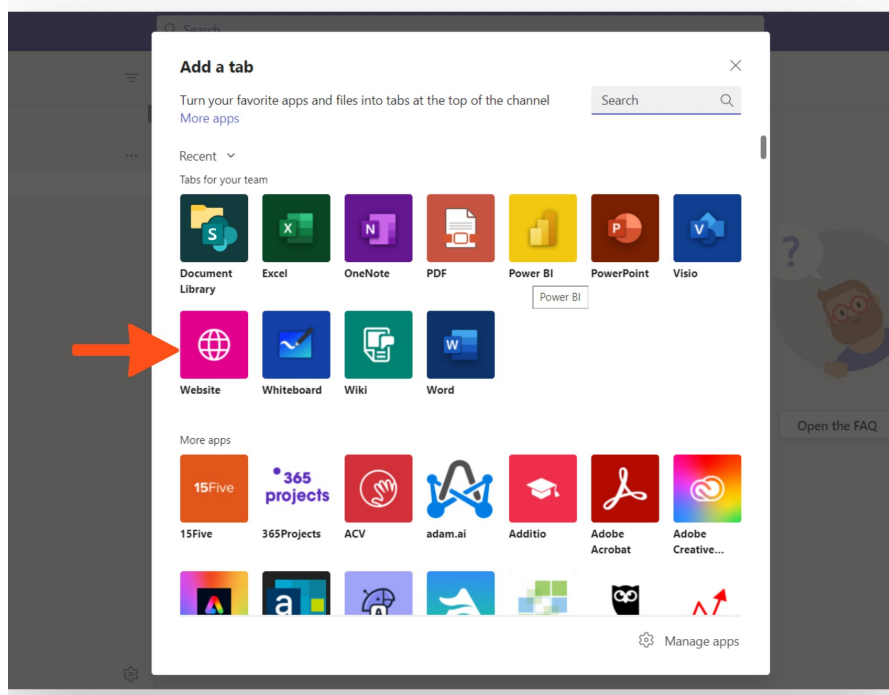 Search
Add a tab
Turn your favorite apps and files into tabs at the top of the channel
Search
More apps
Recent
Tabs for your team
S
X
N
P
V
Document
Library
Excel
OneNote
PDF
Power BI
PowerPoint
Visio
Power BI
W
Website
Whiteboard
Wiki
Word
?
Open the FAQ
More apps
15Five
365
projects
15Five
365Projects
ACV
adam.ai
Additio
Adobe
Acrobat
Adobe
Creative...
a
Manage apps